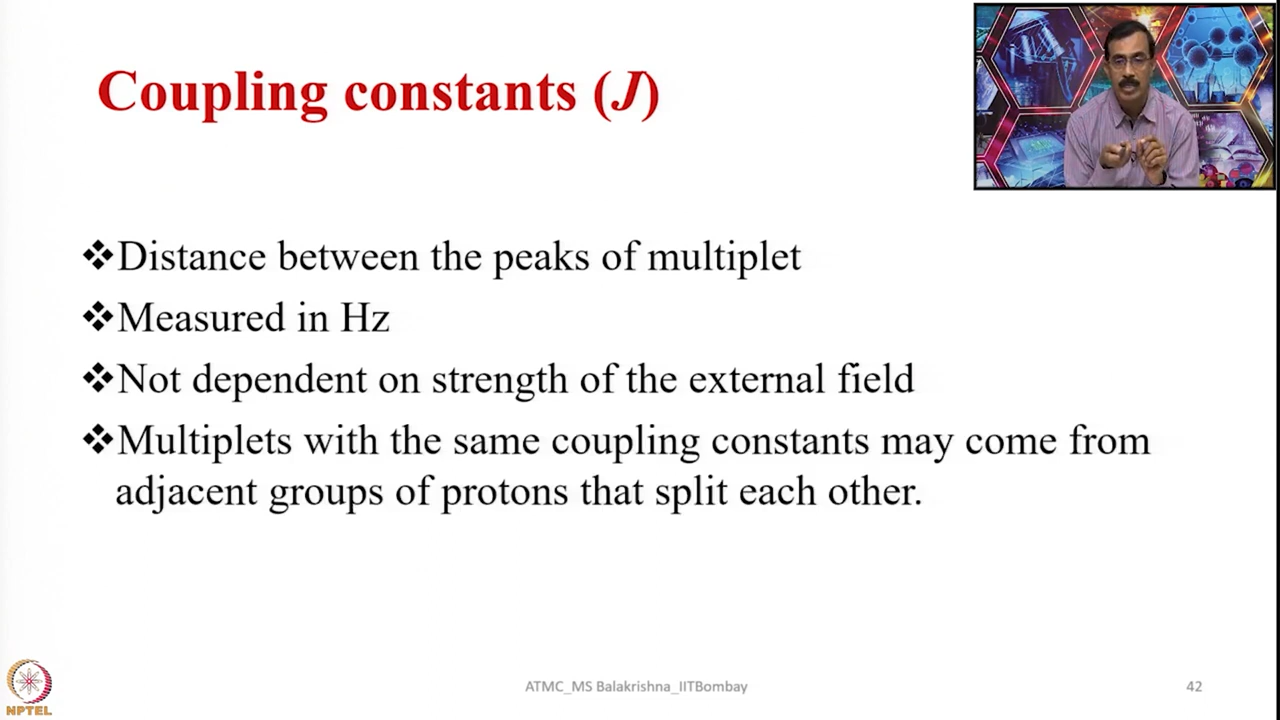 Coupling constants (J)
❖Distance between the peaks of multiplet
❖Measured in Hz
❖Not dependent on strength of the external field
❖Multiplets with the same coupling constants may come from
adjacent groups of protons that split each other.
NPTEL
ATMC_MS Balakrishna_IITBombay
42